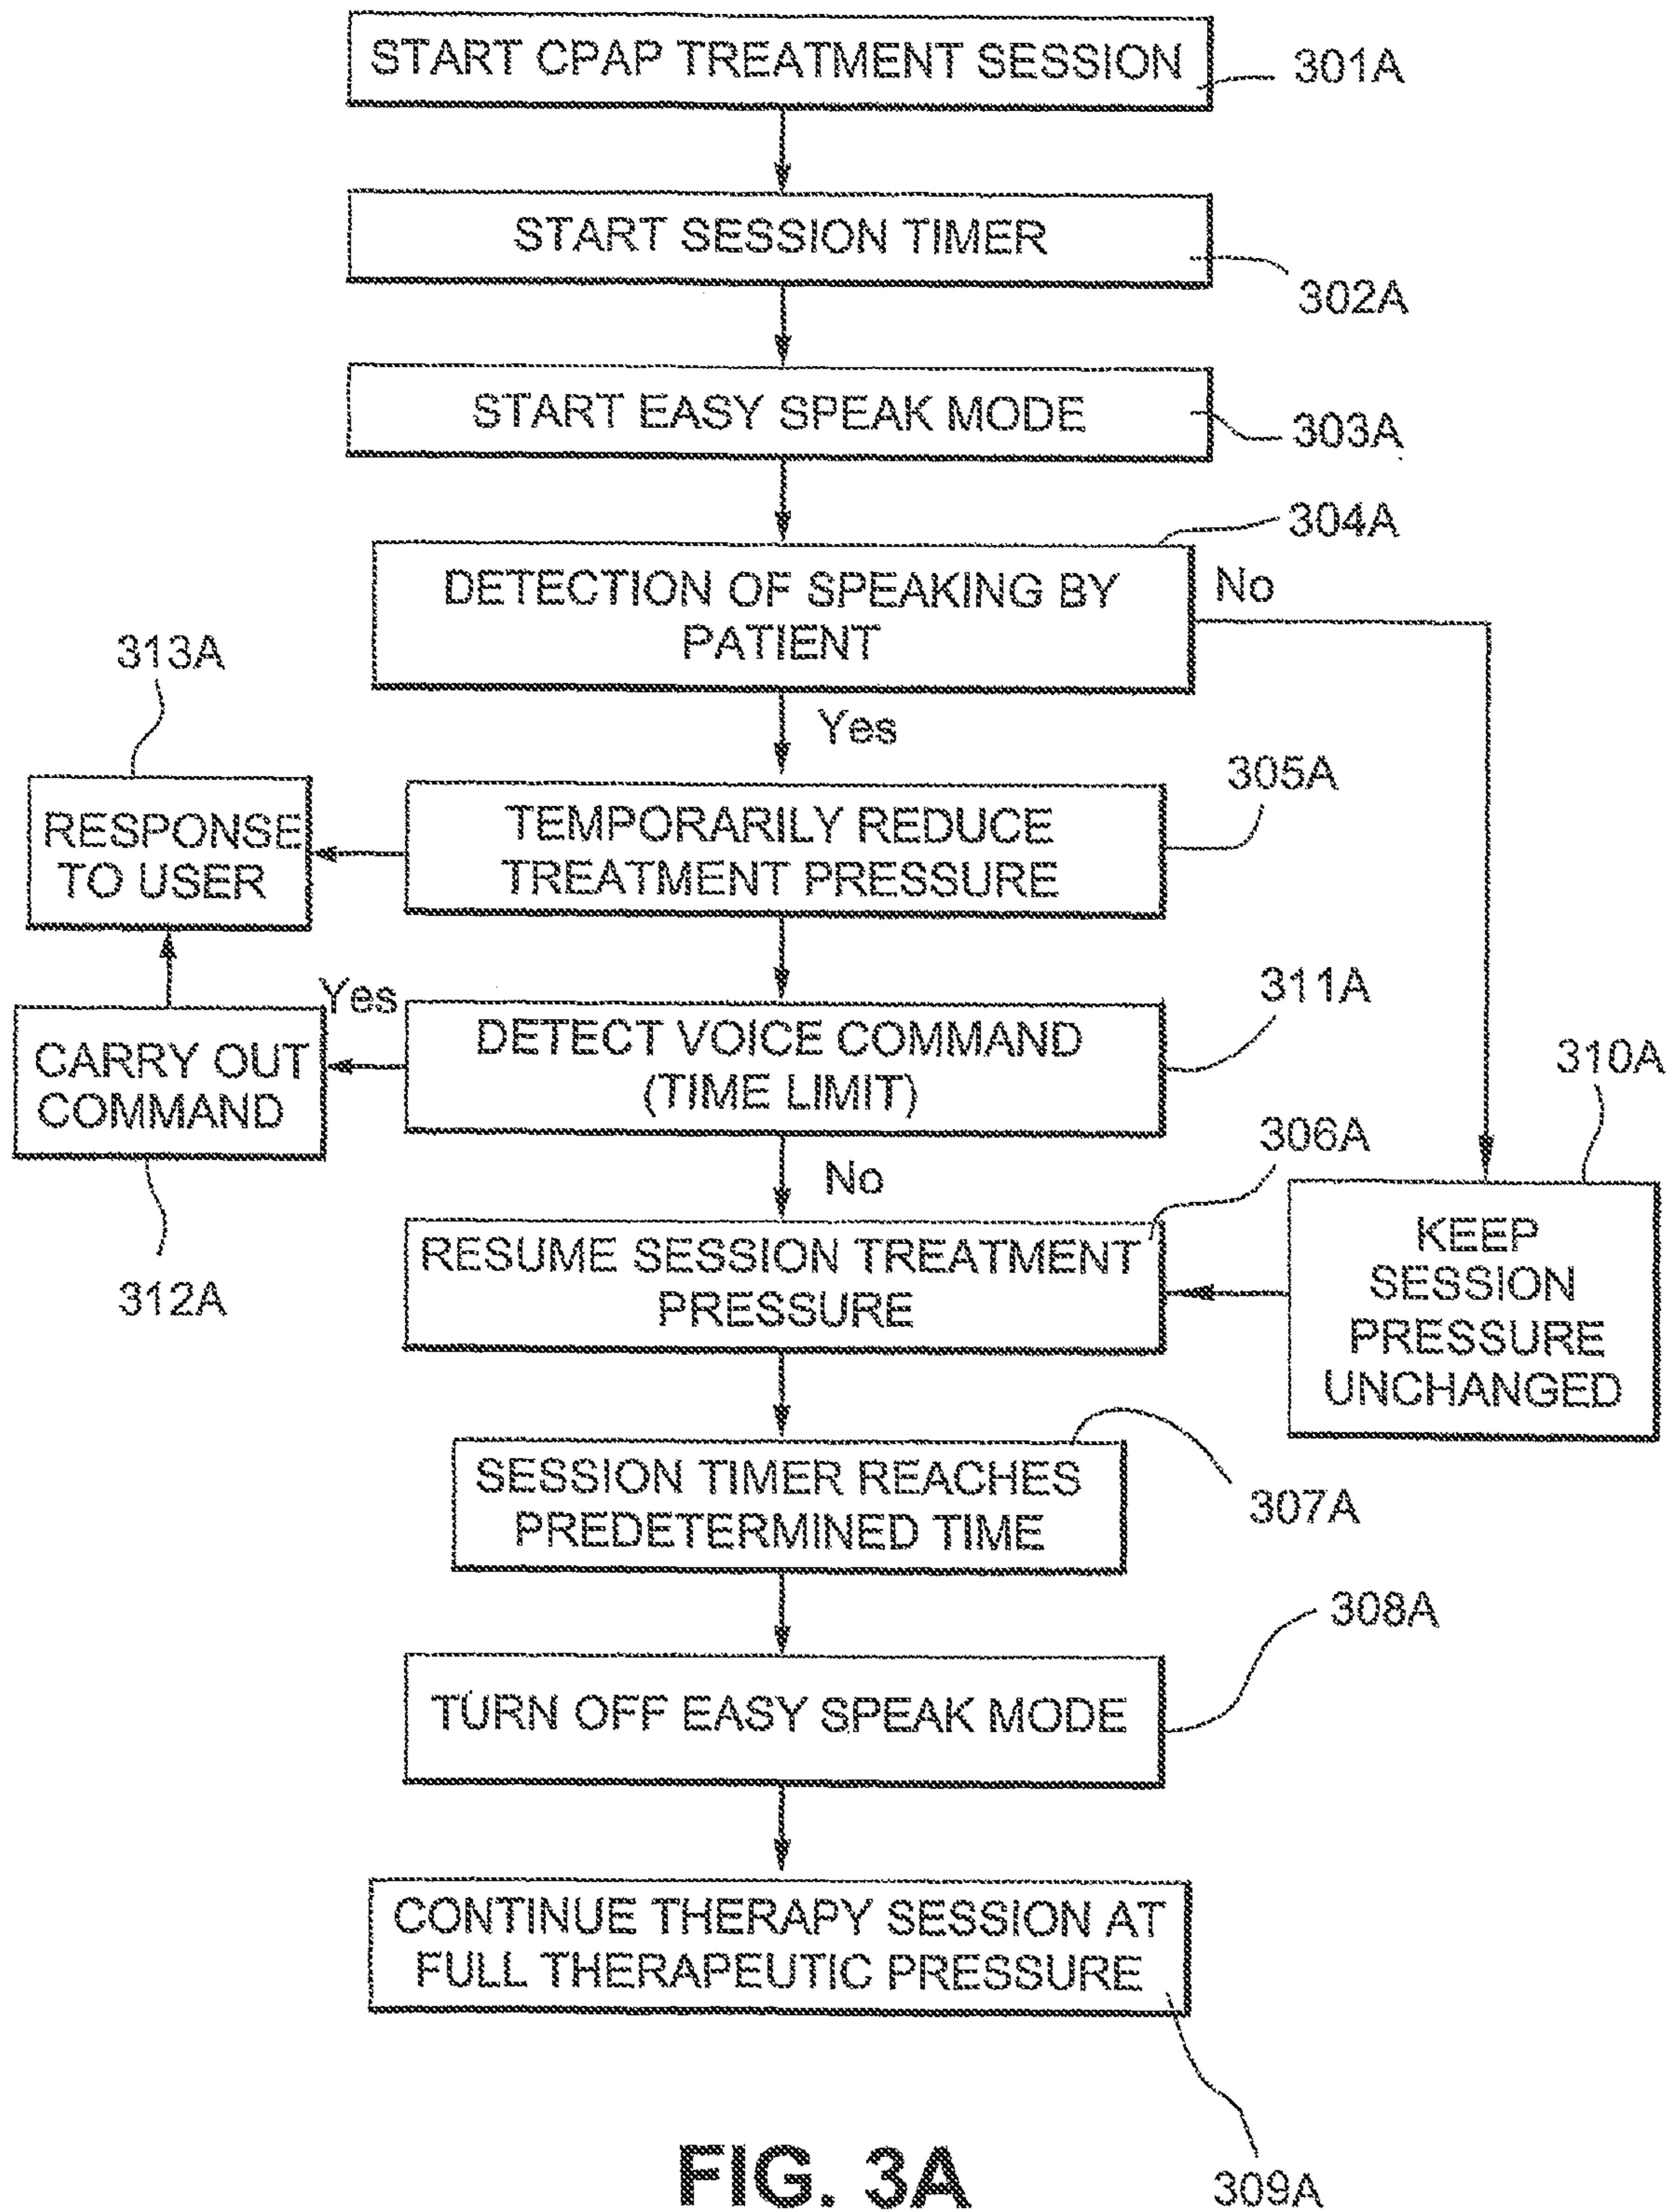 START CPAP TREATMENT SESSION
301A
START SESSION TIMER
302A
START EASY SPEAK MODE
303A
304A
DETECTION OF SPEAKING BY
PATIENT
No
Yes
313A
RESPONSE
TO USER
305A
TEMPORARILY REDUCE
TREATMENT PRESSURE
311A
Yes
DETECT VOICE COMMAND
(TIME LIMIT)
CARRY OUT
COMMAND
312A
No
306A
310A
RESUME SESSION TREATMENT
PRESSURE
KEEP
SESSION
PRESSURE
UNCHANGED
SESSION TIMER REACHES
PREDETERMINED TIME
307A
308A
TURN OFF EASY SPEAK MODE
CONTINUE THERAPY SESSION AT
FULL THERAPEUTIC PRESSURE
309A
FIG. 3A